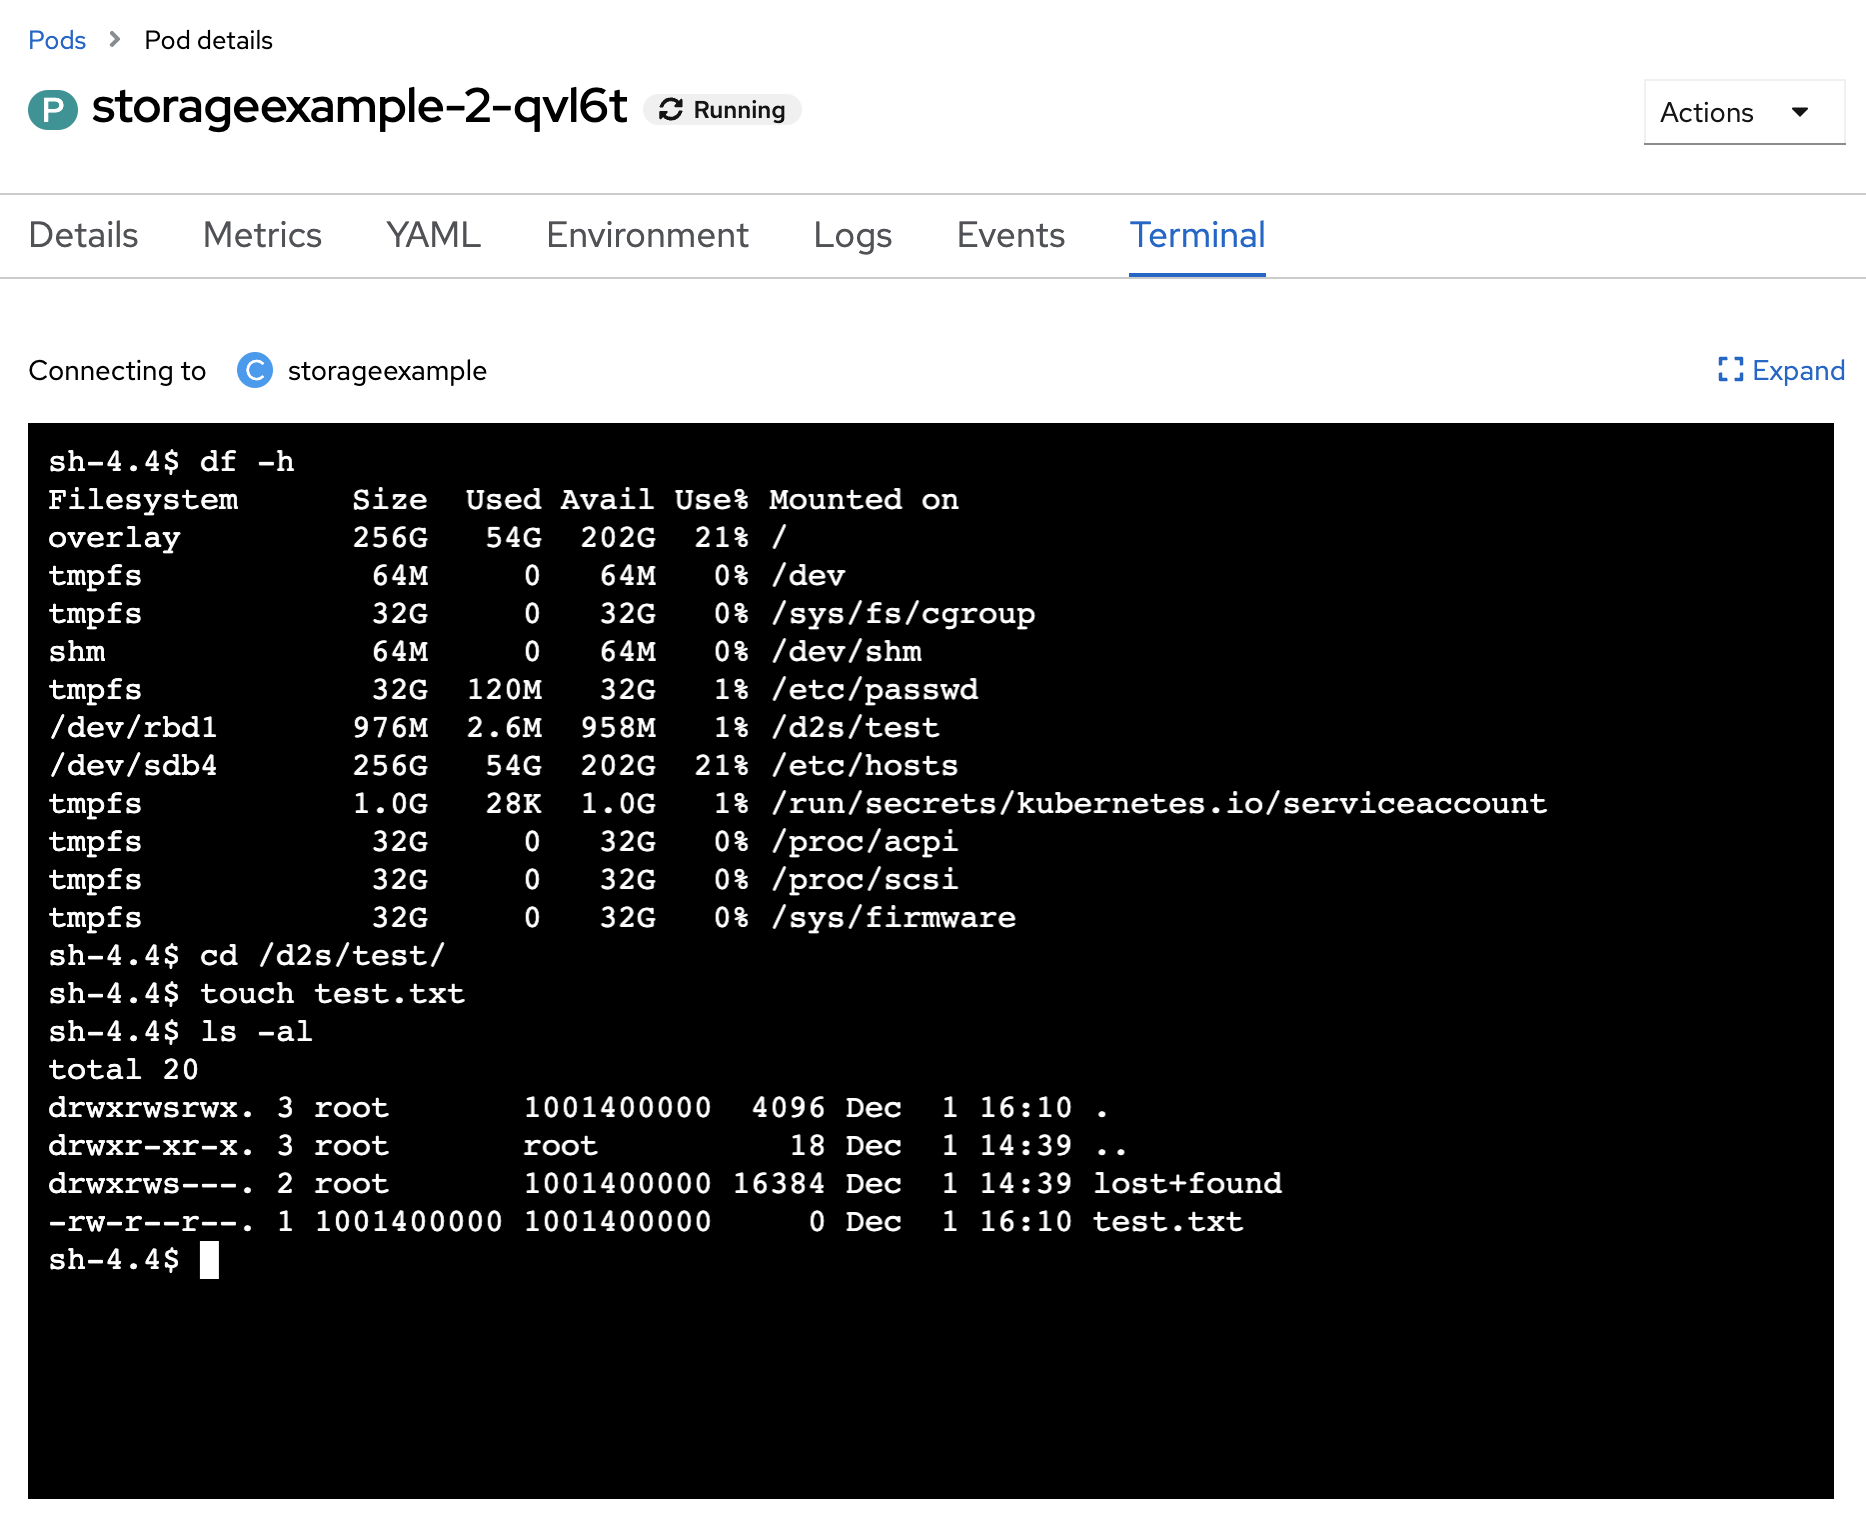 Pods > Pod details
P storageexample-2-qvl6t Running
Actions
Details Metrics YAML Environment Logs Events Terminal
Connecting to C storageexample
Expand
sh-4.4$ df -h
Filesystem      Size  Used Avail Use% Mounted on
overlay         256G   54G  202G  21% /
tmpfs            64M     0   64M   0% /dev
tmpfs            32G     0   32G   0% /sys/fs/cgroup
shm              64M     0   64M   0% /dev/shm
tmpfs            32G  120M   32G   1% /etc/passwd
/dev/rbd1       976M  2.6M  958M   1% /d2s/test
/dev/sdb4       256G   54G  202G  21% /etc/hosts
tmpfs           1.0G   28K  1.0G   1% /run/secrets/kubernetes.io/serviceaccount
tmpfs            32G     0   32G   0% /proc/acpi
tmpfs            32G     0   32G   0% /proc/scsi
tmpfs            32G     0   32G   0% /sys/firmware
sh-4.4$ cd /d2s/test/
sh-4.4$ touch test.txt
sh-4.4$ ls -al
total 20
drwxrwsrwx. 3 root       1001400000  4096 Dec  1 16:10 .
drwxr-xr-x. 3 root       root          18 Dec  1 14:39 ..
drwxrws---. 2 root       1001400000 16384 Dec  1 14:39 lost+found
-rw-r--r--. 1 1001400000 1001400000     0 Dec  1 16:10 test.txt
sh-4.4$